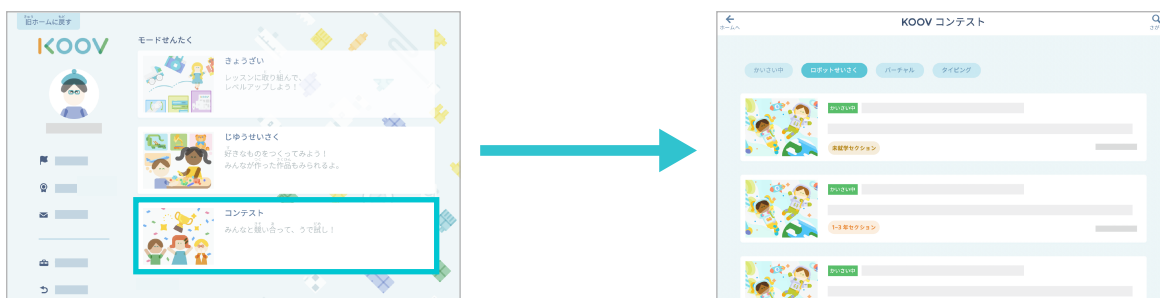 旧ホームに戻す
KOOV
モードせんたく
きょうざい
レッスンに取り組んで、
レベルアップしよう！
じゆうせいさく
好きなものをつくってみよう！
みんなが作った作品もみられるよ。
コンテスト
みんなと競い合って、うで試し！
ホームへ
KOOV コンテスト
かいさい中
ロボットせいさく
バーチャル
タイピング
かいさい中
未就学セクション
かいさい中
1-3 年セクション
かいさい中